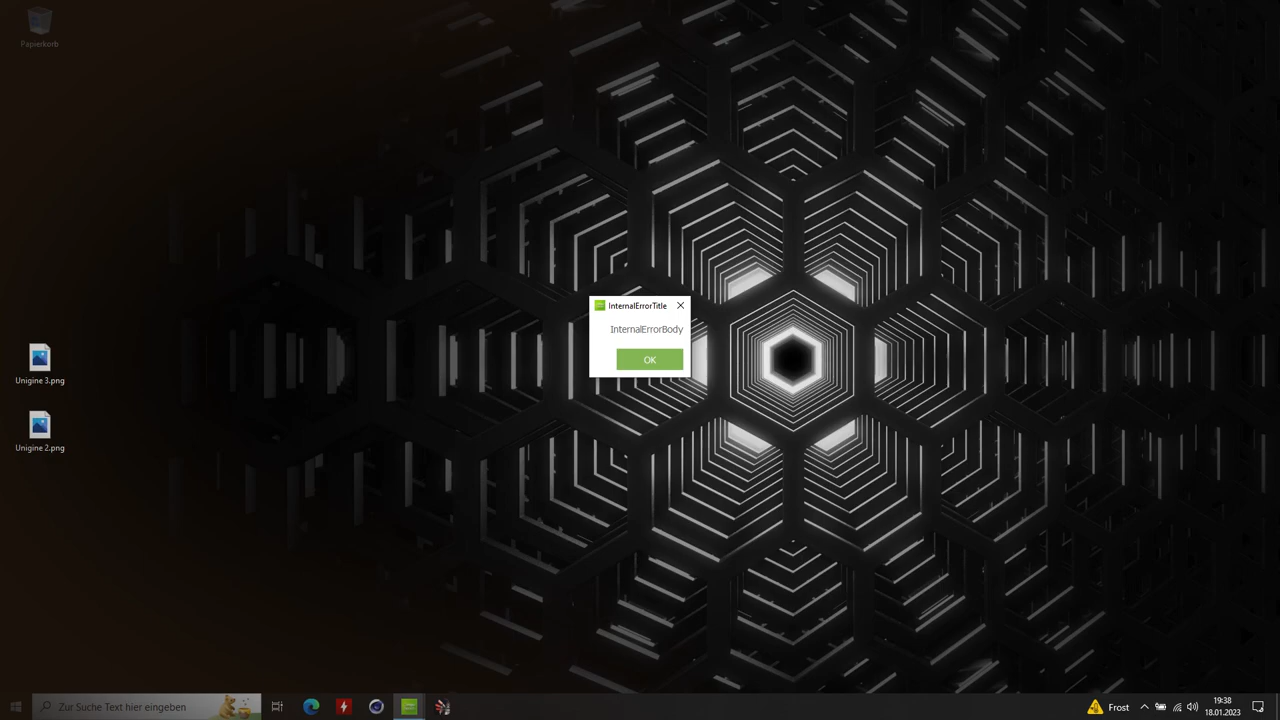 Papierkorb
InternalErrorTitle
InternalErrorBody
OK
Unigine 3.png
Unigine 2.png
Zur Suche Text hier eingeben
Frost
19:38
18.01.2023